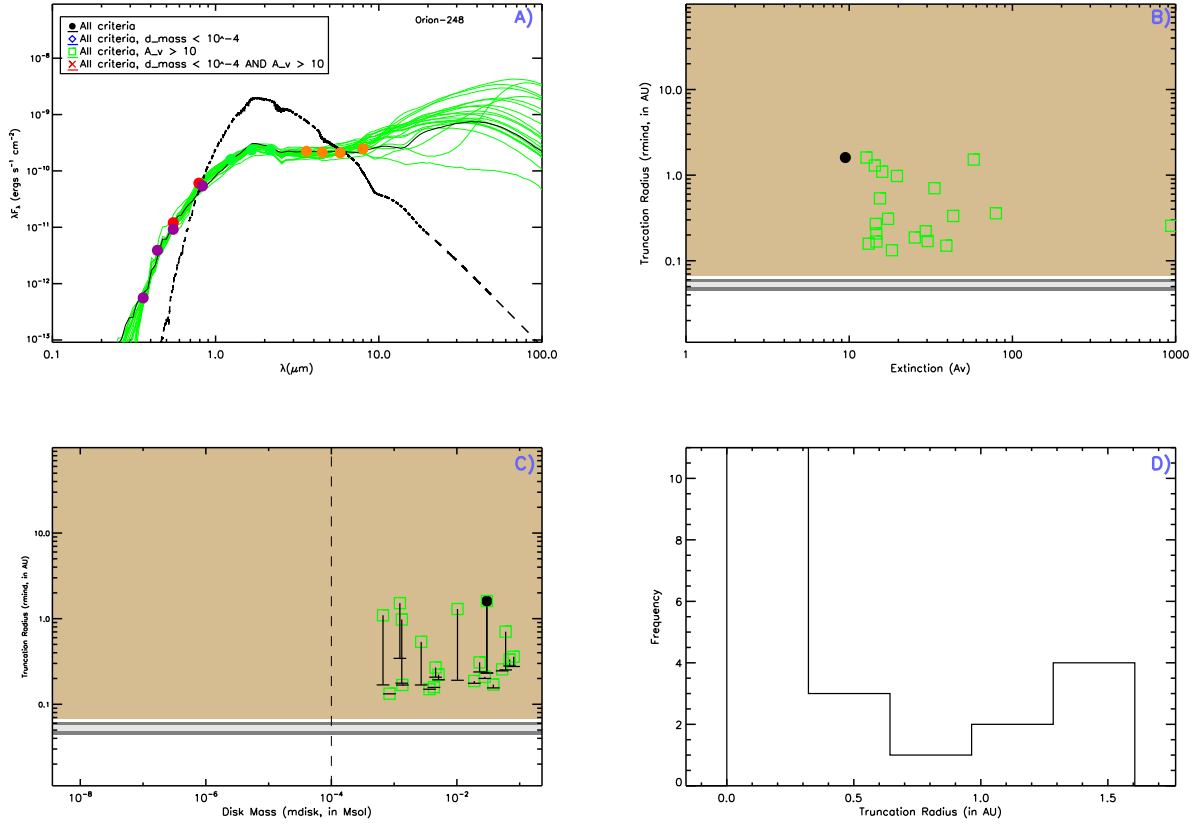 Orion-248
A)
All criteria
All criteria, d_mass < 10^-4
All criteria, A_v > 10
All criteria, d_mass < 10^-4 AND A_v > 10
10⁻⁸
10⁻⁹
10⁻¹⁰
10⁻¹¹
10⁻¹²
10⁻¹³
λFλ (ergs s⁻¹ cm⁻²)
0.1
1.0
10.0
100.0
λ(μm)
B)
10.0
1.0
0.1
Truncation Radius (rmind, in AU)
1
10
100
1000
Extinction (Av)
C)
10.0
1.0
0.1
Truncation Radius (rmind, in AU)
10⁻⁸
10⁻⁶
10⁻⁴
10⁻²
Disk Mass (mdisk, in Msol)
D)
10
8
6
4
2
0
Frequency
0.0
0.5
1.0
1.5
Truncation Radius (in AU)